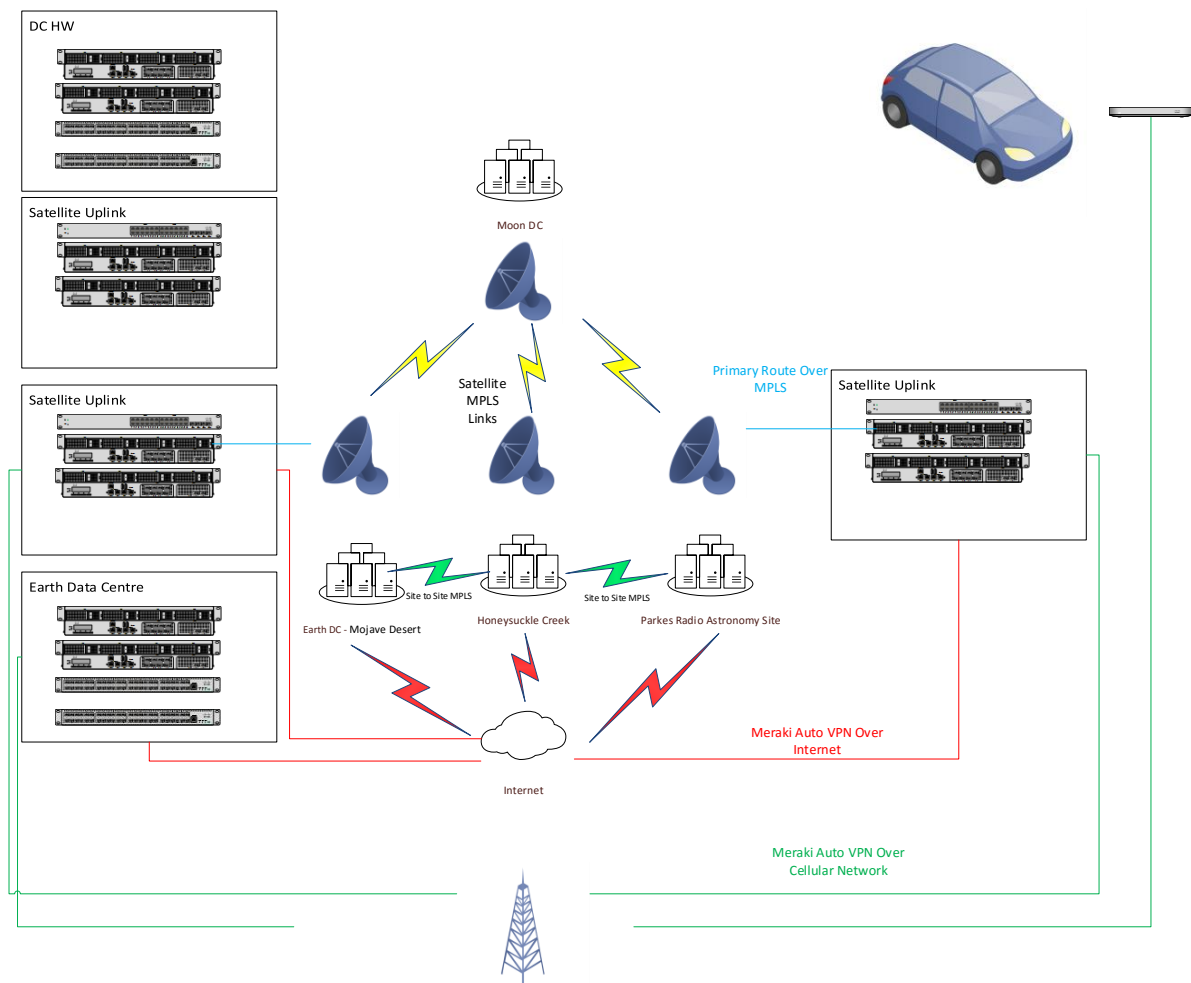 DC HW
Satellite Uplink
Moon DC
Satellite
MPLS
Links
Primary Route Over
MPLS
Satellite Uplink
Satellite Uplink
Earth Data Centre
Site to Site MPLS
Site to Site MPLS
Earth DC - Mojave Desert
Honeysuckle Creek
Parkes Radio Astronomy Site
Meraki Auto VPN Over
Internet
Internet
Meraki Auto VPN Over
Cellular Network